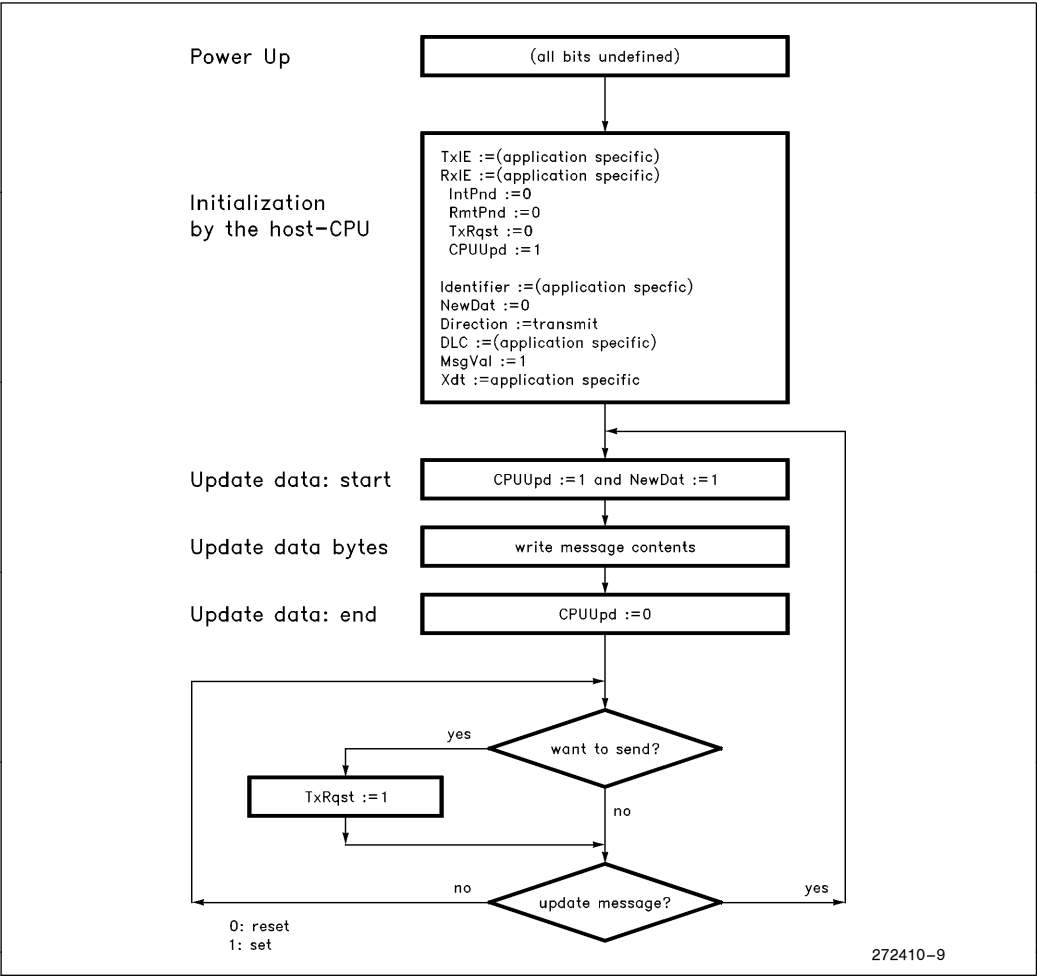 Power Up
(all bits undefined)
Initialization
by the host-CPU
TxIE :=(application specific)
RxIE :=(application specific)
IntPnd :=0
RmtPnd :=0
TxRqst :=0
CPUUpd :=1
Identifier :=(application specfic)
NewDat :=0
Direction :=transmit
DLC :=(application specific)
MsgVal :=1
Xdt :=application specific
Update data: start
CPUUpd :=1 and NewDat :=1
Update data bytes
write message contents
Update data: end
CPUUpd :=0
want to send?
yes
TxRqst :=1
no
update message?
no
yes
0: reset
1: set
272410-9